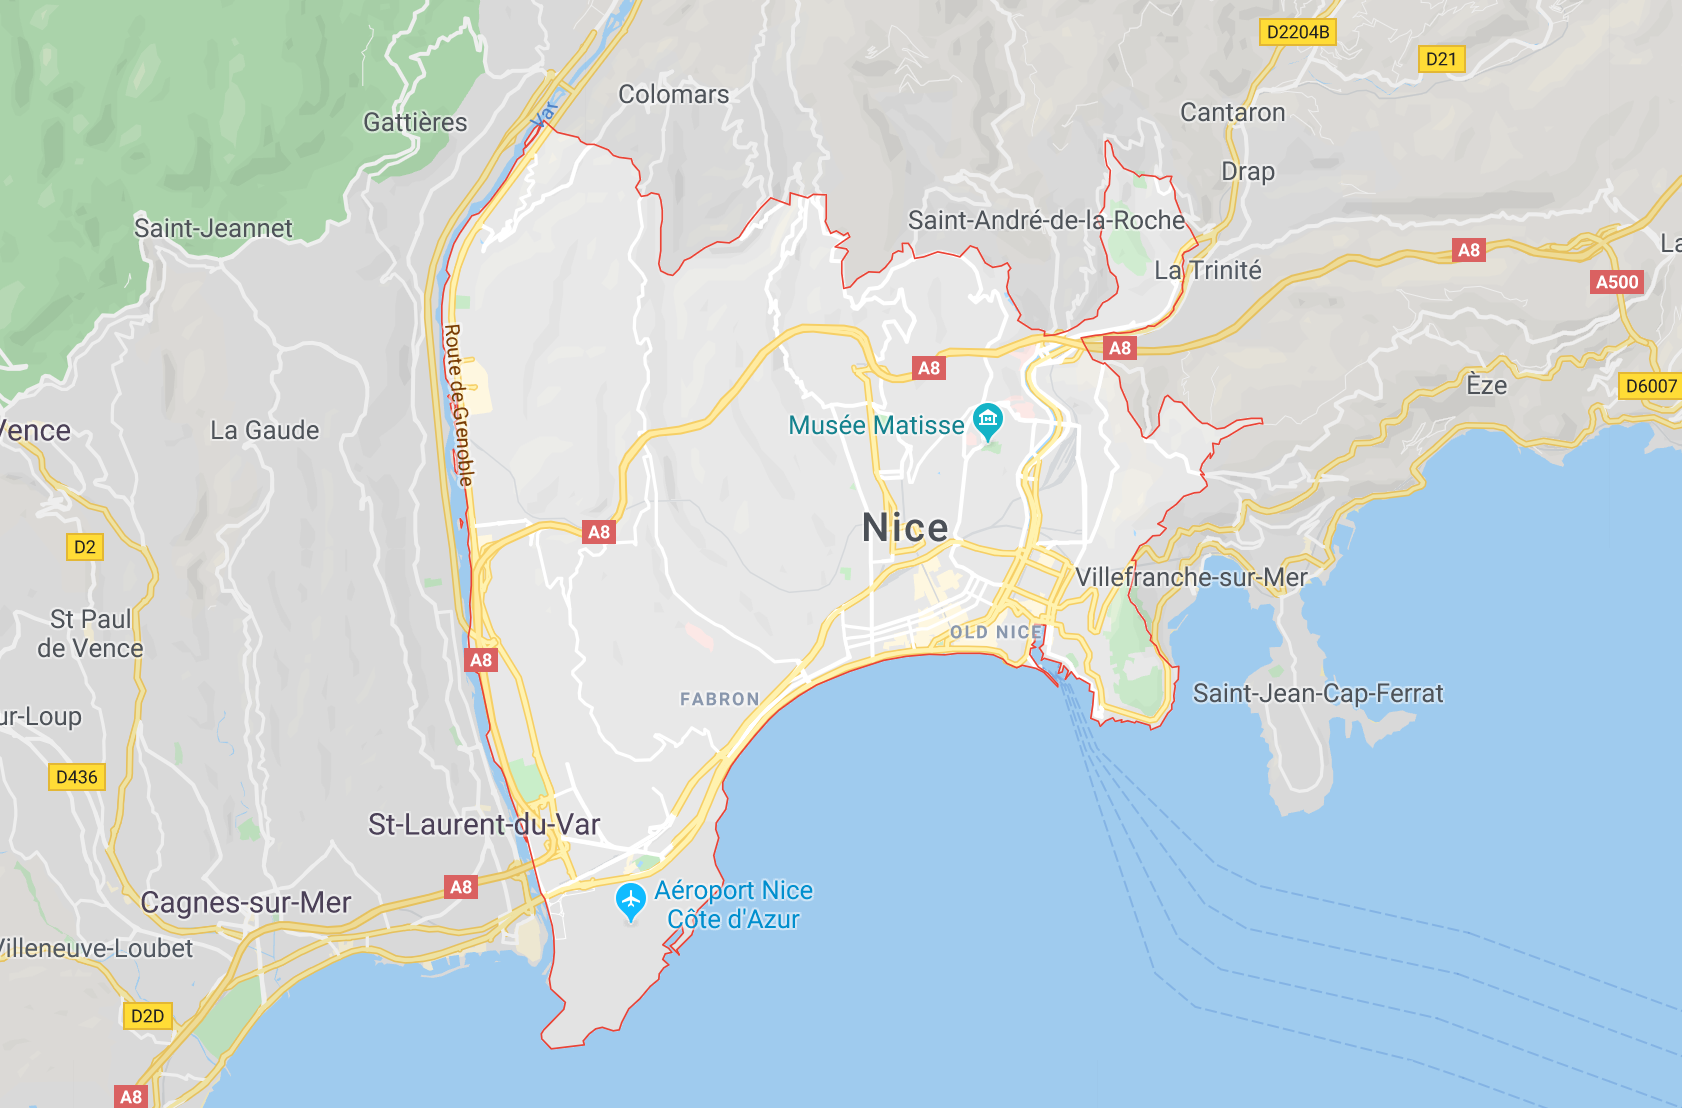 D2204B
D21
Colomars
Var
Gattières
Cantaron
Drap
Saint-André-de-la-Roche
Saint-Jeannet
A8
La
La Trinité
A500
A8
A8
Èze
D6007
Route de Grenoble
Musée Matisse
Vence
La Gaude
Nice
A8
D2
Villefranche-sur-Mer
St Paul
de Vence
OLD NICE
A8
FABRON
Saint-Jean-Cap-Ferrat
ur-Loup
D436
St-Laurent-du-Var
A8
Aéroport Nice
Côte d'Azur
Cagnes-sur-Mer
Villeneuve-Loubet
D2D
A8